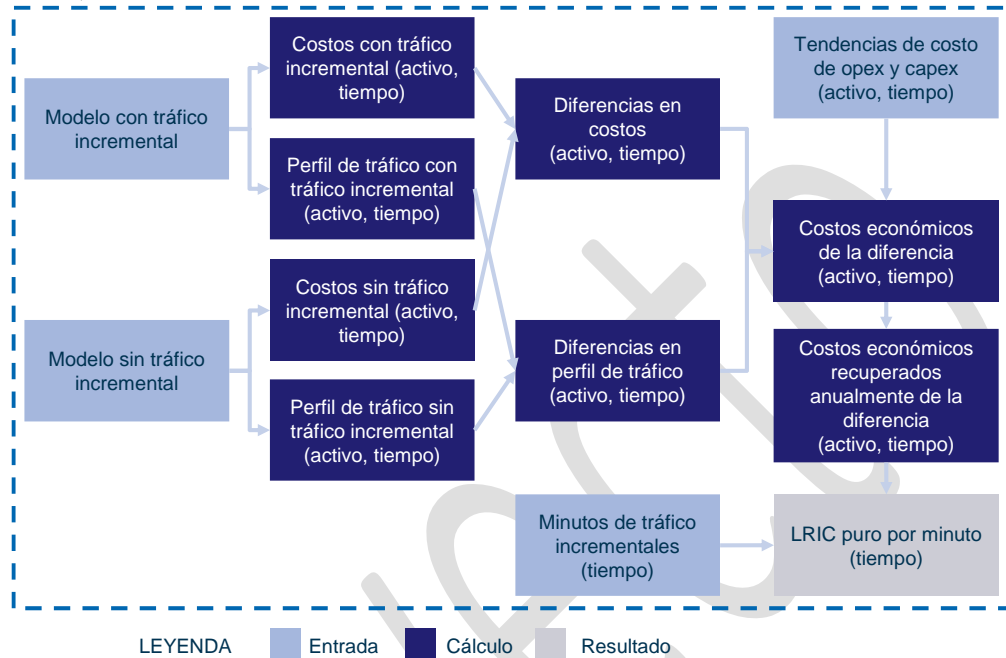 Modelo con tráfico
incremental
Modelo sin tráfico
incremental
Costos con tráfico
incremental (activo,
tiempo)
Perfil de tráfico con
tráfico incremental
(activo, tiempo)
Costos sin tráfico
incremental (activo,
tiempo)
Perfil de tráfico sin
tráfico incremental
(activo, tiempo)
Diferencias en
costos
(activo, tiempo)
Diferencias en
perfil de tráfico
(activo, tiempo)
Minutos de tráfico
incrementales
(tiempo)
Tendencias de costo
de opex y capex
(activo, tiempo)
Costos económicos
de la diferencia
(activo, tiempo)
Costos económicos
recuperados
anualmente de la
diferencia
(activo, tiempo)
LRIC puro por minuto
(tiempo)
LEYENDA
Entrada
Cálculo
Resultado